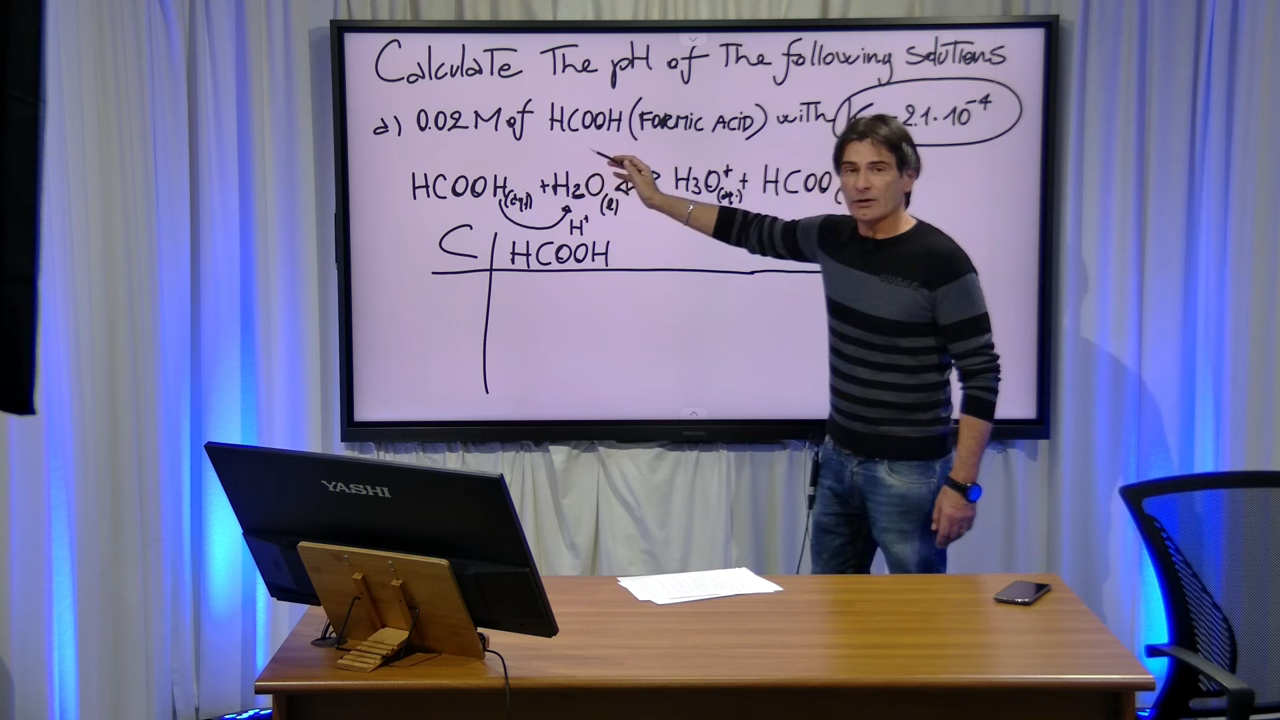 Calculate The pH of The following solutions
a) 0.02 M of HCOOH (FORMIC ACID) with 2.1·10⁻⁴
HCOOH(aq.) + H₂O(l) H₃O⁺(aq.) + HCOO
H⁺
C HCOOH
YASHI